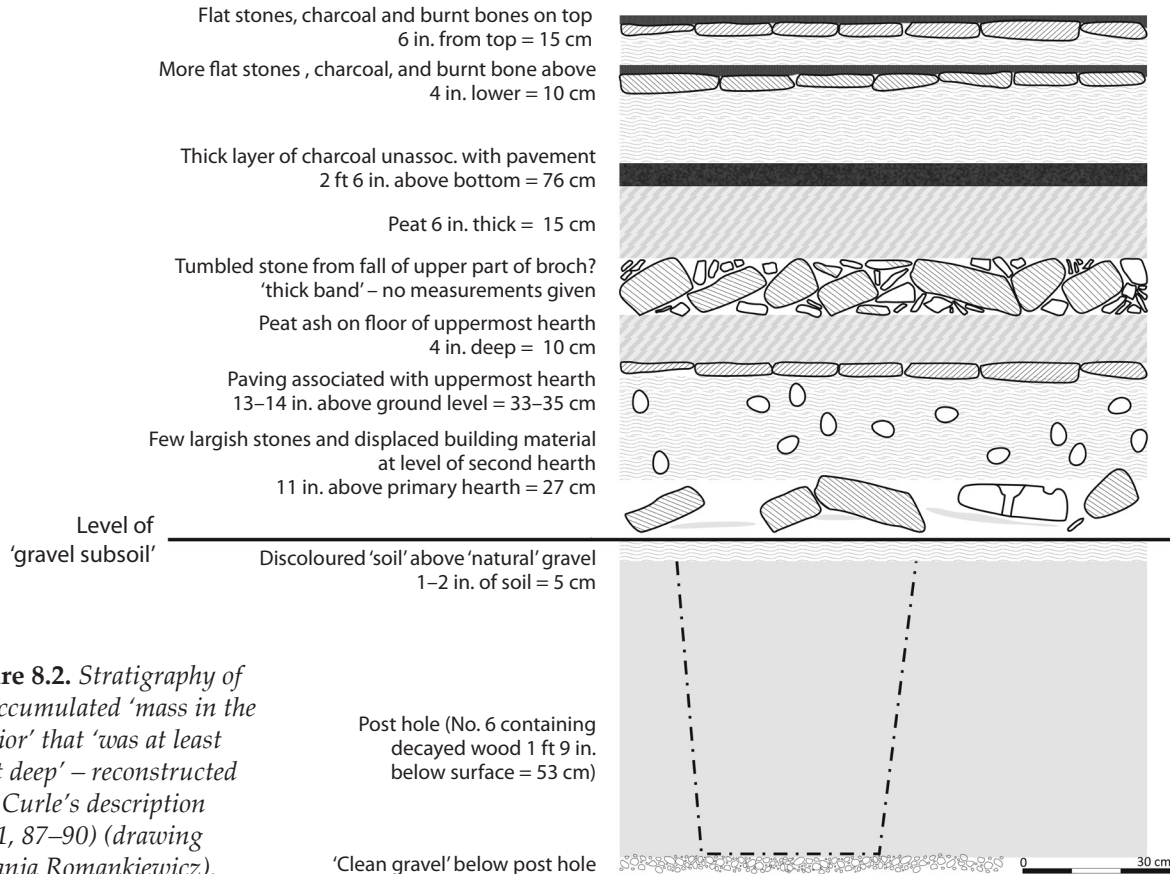 Flat stones, charcoal and burnt bones on top
6 in. from top = 15 cm
More flat stones , charcoal, and burnt bone above
4 in. lower = 10 cm
Thick layer of charcoal unassoc. with pavement
2 ft 6 in. above bottom = 76 cm
Peat 6 in. thick =  15 cm
Tumbled stone from fall of upper part of broch?
‘thick band’ – no measurements given
Peat ash on floor of uppermost hearth
4 in. deep =  10 cm
Paving associated with uppermost hearth
13–14 in. above ground level = 33–35 cm
Few largish stones and displaced building material
at level of second hearth
11 in. above primary hearth = 27 cm
Level of
‘gravel subsoil’
Discoloured ‘soil’ above ‘natural’ gravel
1–2 in. of soil = 5 cm
Post hole (No. 6 containing
decayed wood 1 ft 9 in.
below surface = 53 cm)
‘Clean gravel’ below post hole
0 30 cm
re 8.2. Stratigraphy of
ccumulated ‘mass in the
ior’ that ‘was at least
t deep’ – reconstructed
Curle’s description
1, 87–90) (drawing
anja Romankiewicz).